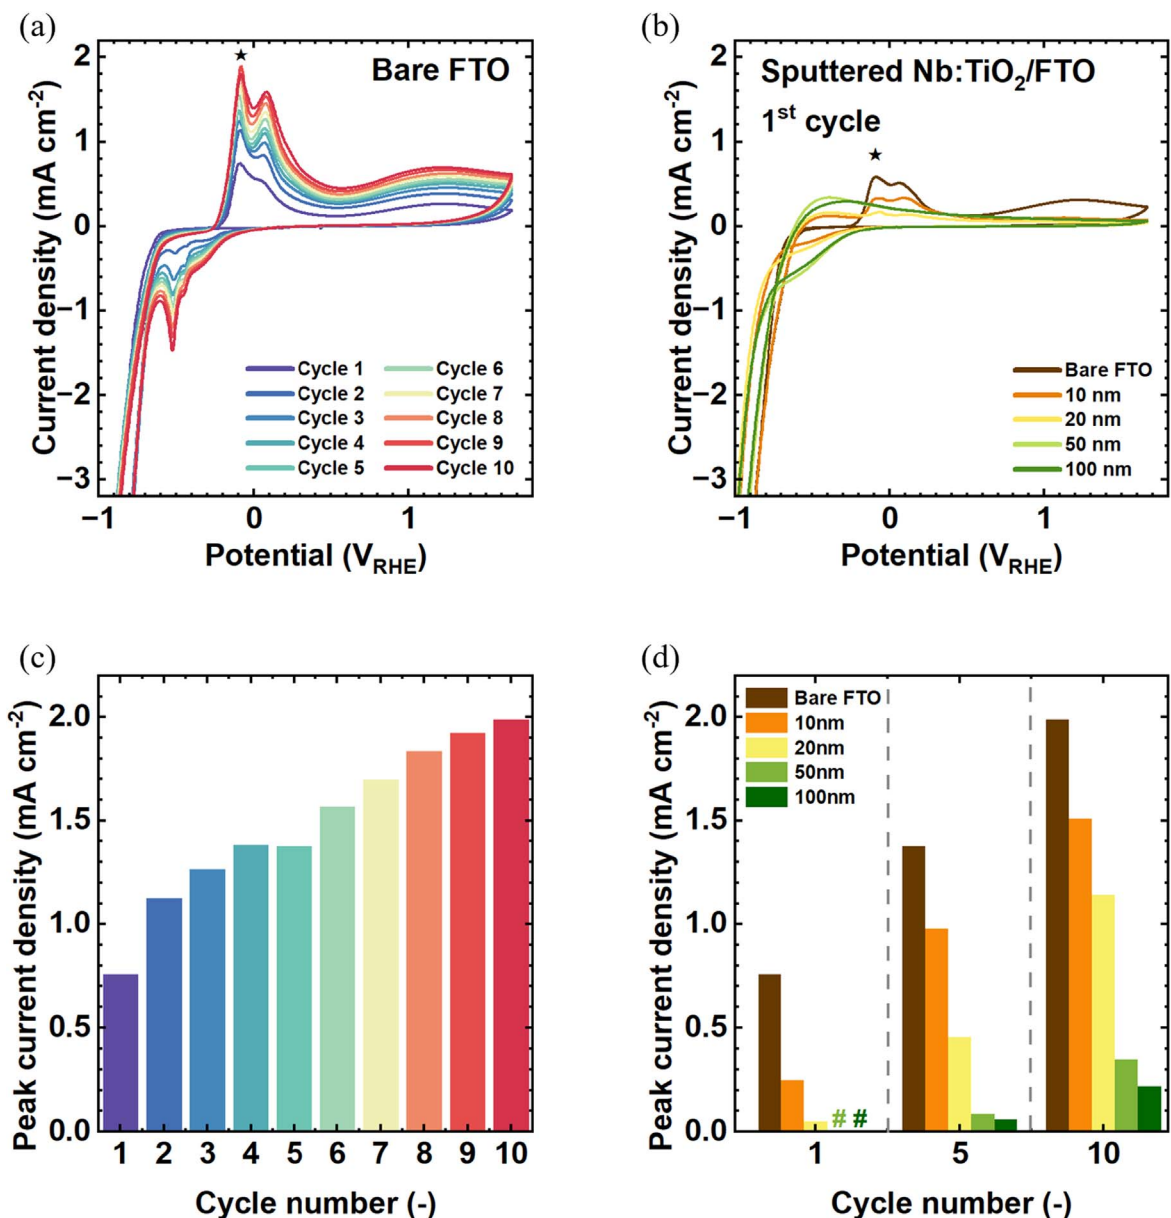 (a)
2
1
0
−1
−2
−3
Current density (mA cm-2)
★
Bare FTO
Cycle 1
Cycle 2
Cycle 3
Cycle 4
Cycle 5
Cycle 6
Cycle 7
Cycle 8
Cycle 9
Cycle 10
−1 0 1
Potential (VRHE)
(b)
2
1
0
−1
−2
−3
Current density (mA cm-2)
Sputtered Nb:TiO2/FTO
1st cycle
★
Bare FTO
10 nm
20 nm
50 nm
100 nm
−1 0 1
Potential (VRHE)
(c)
2.0
1.5
1.0
0.5
0.0
Peak current density (mA cm-2)
1 2 3 4 5 6 7 8 9 10
Cycle number (-)
(d)
2.0
1.5
1.0
0.5
0.0
Peak current density (mA cm-2)
Bare FTO
10nm
20nm
50nm
100nm
# #
1 5 10
Cycle number (-)